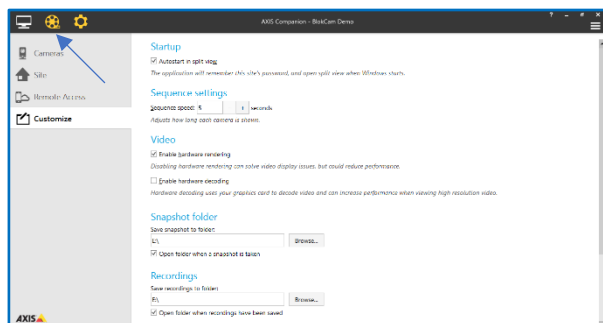 AXIS Companion - BlokCam Demo
Cameras
Site
Remote Access
Customize
Startup
Autostart in split view
The application will remember this site's password, and open split view when Windows starts.
Sequence settings
Sequence speed: 5 seconds
Adjusts how long each camera is shown.
Video
Enable hardware rendering
Disabling hardware rendering can solve video display issues, but could reduce performance.
Enable hardware decoding
Hardware decoding uses your graphics card to decode video and can increase performance when viewing high resolution video.
Snapshot folder
Save snapshot to folder:
E:\ Browse...
Open folder when a snapshot is taken
Recordings
Save recordings to folder:
E:\ Browse...
Open folder when recordings have been saved
AXIS